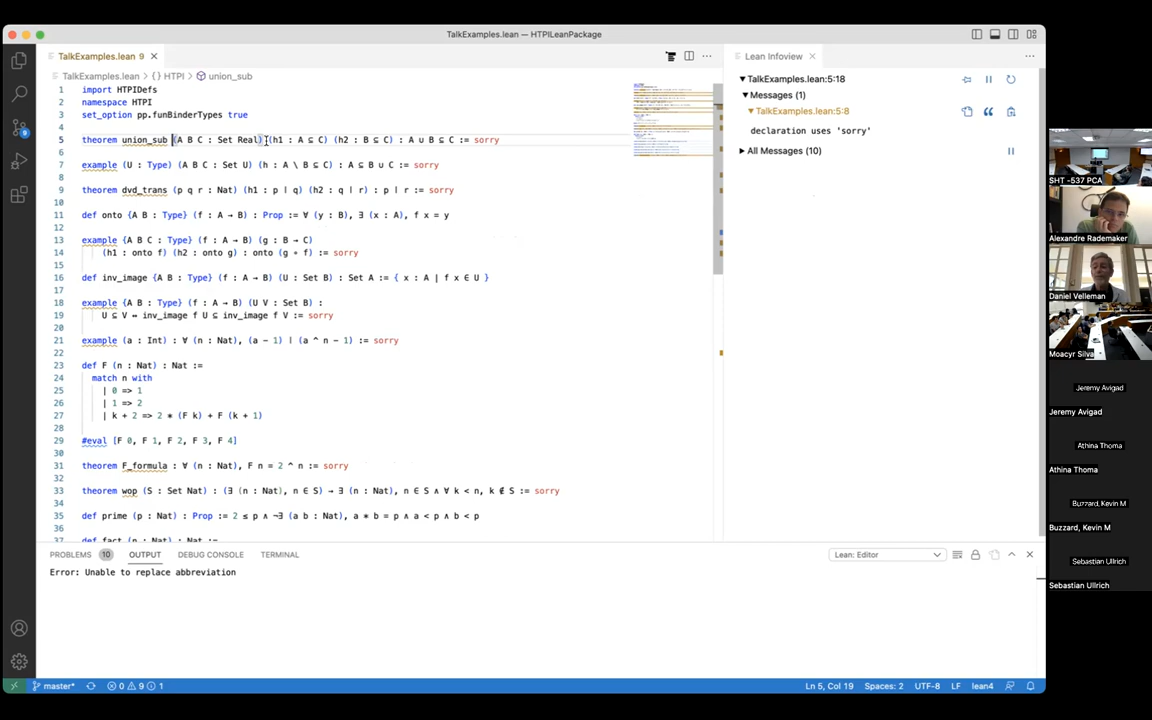 TalkExamples.lean — HTPILeanPackage
TalkExamples.lean 9
TalkExamples.lean > {} HTPI > union_sub
1 import HTPIDefs
2 namespace HTPI
3 set_option pp.funBinderTypes true
4
5 theorem union_sub (A B C : Set Real) (h1 : A ⊆ C) (h2 : B ⊆ C) : A ∪ B ⊆ C := sorry
6
7 example (U : Type) (A B C : Set U) (h : A \ B ⊆ C) : A ⊆ B ∪ C := sorry
8
9 theorem dvd_trans (p q r : Nat) (h1 : p ∣ q) (h2 : q ∣ r) : p ∣ r := sorry
10
11 def onto {A B : Type} (f : A → B) : Prop := ∀ (y : B), ∃ (x : A), f x = y
12
13 example {A B C : Type} (f : A → B) (g : B → C)
14 (h1 : onto f) (h2 : onto g) : onto (g ∘ f) := sorry
15
16 def inv_image {A B : Type} (f : A → B) (U : Set B) : Set A := { x : A | f x ∈ U }
17
18 example {A B : Type} (f : A → B) (U V : Set B) :
19 U ⊆ V ↔ inv_image f U ⊆ inv_image f V := sorry
20
21 example (a : Int) : ∀ (n : Nat), (a - 1) ∣ (a ^ n - 1) := sorry
22
23 def F (n : Nat) : Nat :=
24 match n with
25 | 0 => 1
26 | 1 => 2
27 | k + 2 => 2 * (F k) + F (k + 1)
28
29 #eval [F 0, F 1, F 2, F 3, F 4]
30
31 theorem F_formula : ∀ (n : Nat), F n = 2 ^ n := sorry
32
33 theorem wop (S : Set Nat) : (∃ (n : Nat), n ∈ S) → ∃ (n : Nat), n ∈ S ∧ ∀ k < n, k ∉ S := sorry
34
35 def prime (p : Nat) : Prop := 2 ≤ p ∧ ¬∃ (a b : Nat), a * b = p ∧ a < p ∧ b < p
36
37 def fact (n : Nat) : Nat :=
Lean Infoview
TalkExamples.lean:5:18
Messages (1)
TalkExamples.lean:5:8
declaration uses 'sorry'
All Messages (10)
PROBLEMS 10 OUTPUT DEBUG CONSOLE TERMINAL
Lean: Editor
Error: Unable to replace abbreviation
9
master* 0 9 1
Ln 5, Col 19 Spaces: 2 UTF-8 LF lean4
SHT -537 PCA
Alexandre Rademaker
Daniel Velleman
Moacyr Silva
Jeremy Avigad
Jeremy Avigad
Athina Thoma
Athina Thoma
Buzzard, Kevin M
Buzzard, Kevin M
Sebastian Ullrich
Sebastian Ullrich